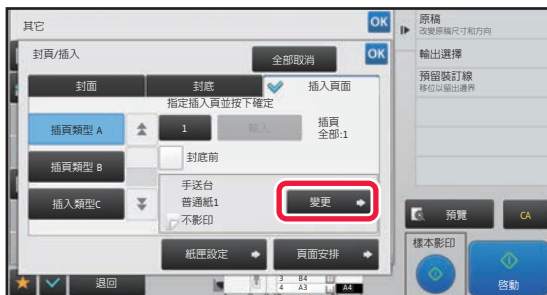 其它
OK
封頁/插入
全部取消
OK
封面
封底
插入頁面
指定插入頁並按下確定
插頁類型 A
1
輸入
插頁
全部:1
插頁類型 B
封底前
插入類型C
手送台
普通紙1
不影印
變更
紙匣設定
頁面安排
退回
3 B4
4 A3
A4
原稿
改變原稿尺寸和方向
輸出選擇
預留裝訂線
移位以留出邊界
預覽
CA
樣本影印
啓動